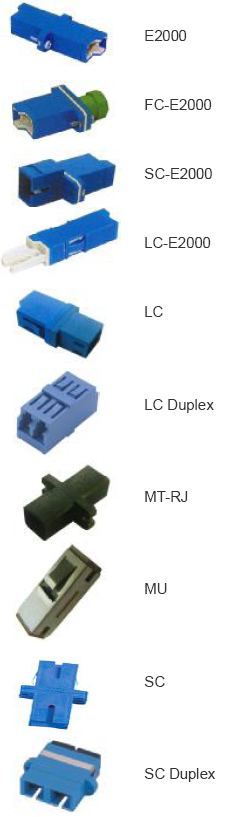 E2000
FC-E2000
SC-E2000
LC-E2000
LC
LC Duplex
MT-RJ
MU
SC
SC Duplex